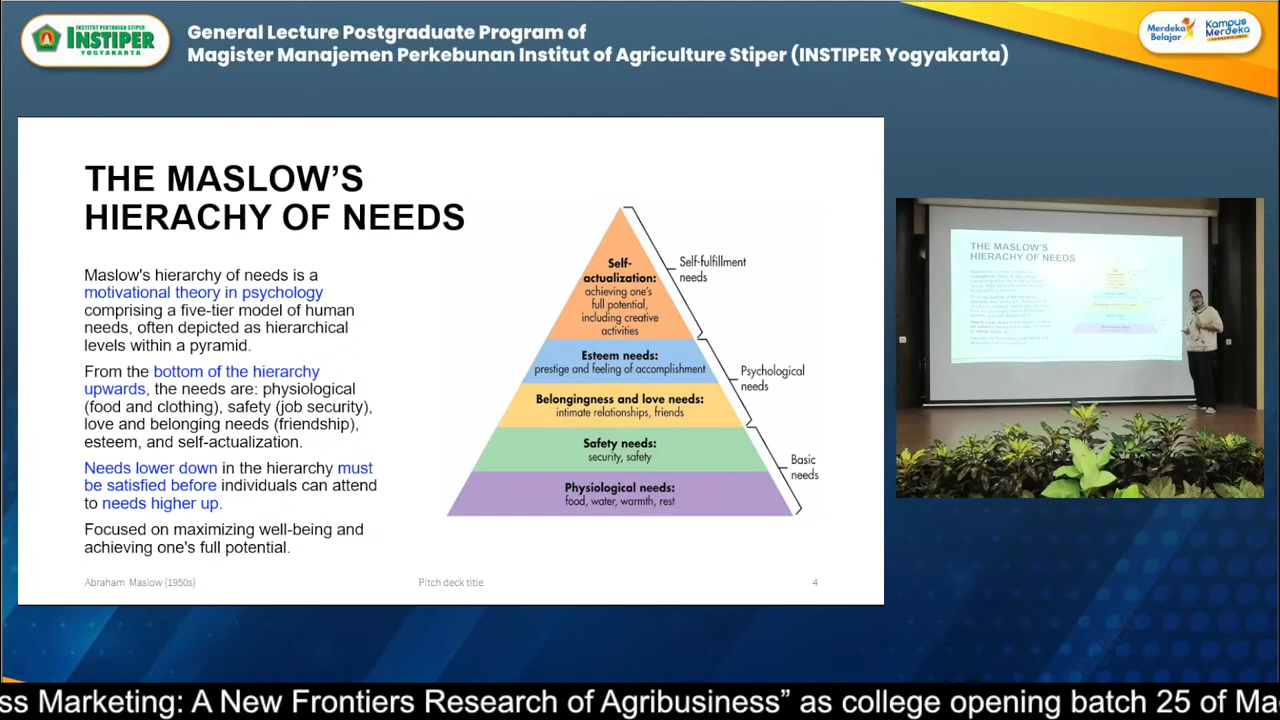 INSTITUT PERTANIAN STIPER
INSTIPER
YOGYAKARTA
General Lecture Postgraduate Program of
Magister Manajemen Perkebunan Institut of Agriculture Stiper (INSTIPER Yogyakarta)
Merdeka
Belajar
Kampus
Merdeka
THE MASLOW'S
HIERACHY OF NEEDS
Maslow's hierarchy of needs is a
motivational theory in psychology
comprising a five-tier model of human
needs, often depicted as hierarchical
levels within a pyramid.
From the bottom of the hierarchy
upwards, the needs are: physiological
(food and clothing), safety (job security),
love and belonging needs (friendship),
esteem, and self-actualization.
Needs lower down in the hierarchy must
be satisfied before individuals can attend
to needs higher up.
Focused on maximizing well-being and
achieving one's full potential.
Self-
actualization:
achieving one's
full potential,
including creative
activities
Self-fulfillment
needs
Esteem needs:
prestige and feeling of accomplishment
Belongingness and love needs:
intimate relationships, friends
Psychological
needs
Safety needs:
security, safety
Physiological needs:
food, water, warmth, rest
Basic
needs
Abraham Maslow (1950s)
Pitch deck title
4
THE MASLOW'S
HIERACHY OF NEEDS
ss Marketing: A New Frontiers Research of Agribusiness” as college opening batch 25 of Ma